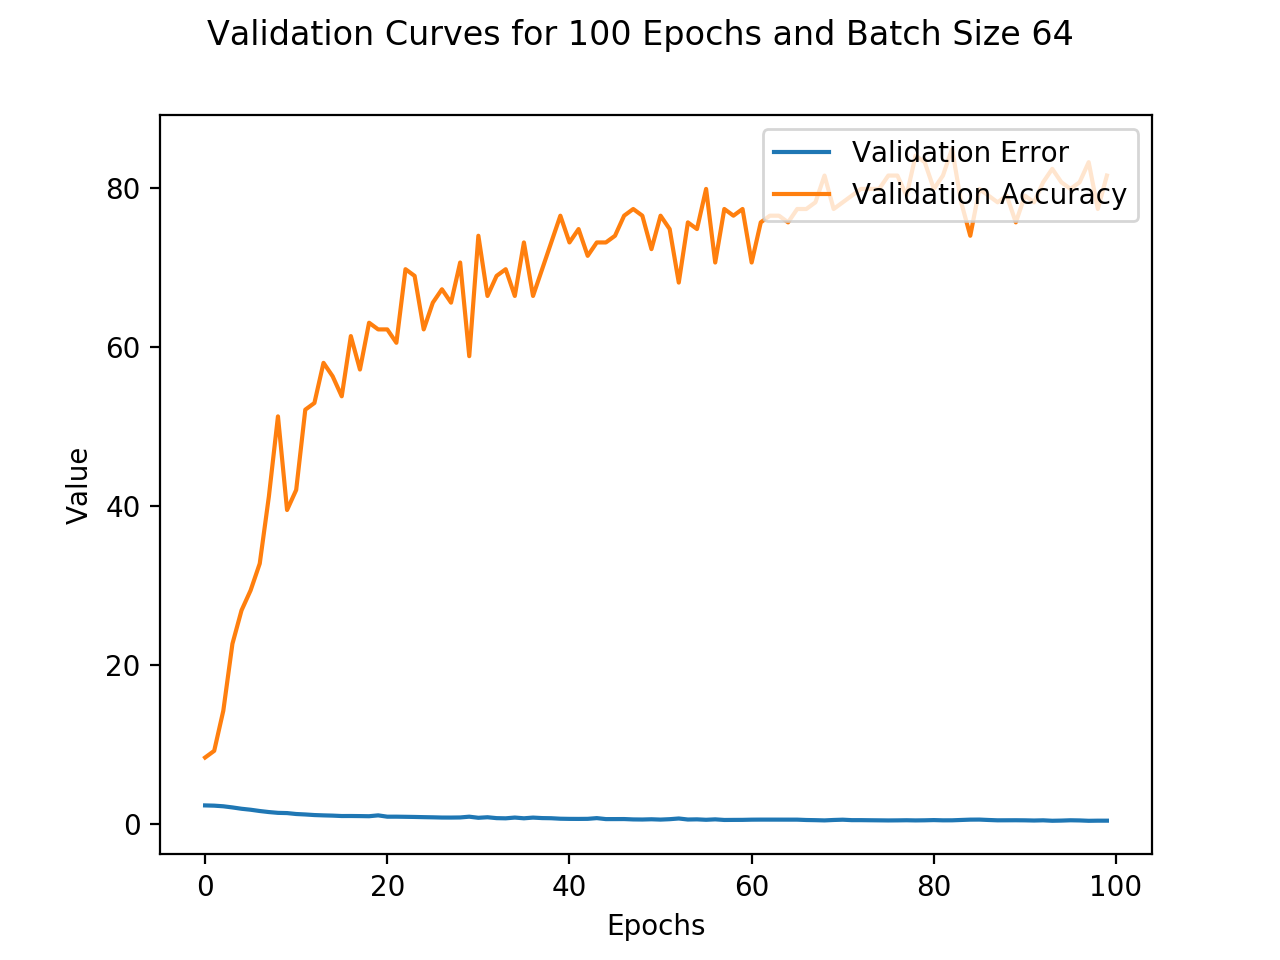 Validation Curves for 100 Epochs and Batch Size 64
Validation Error
Validation Accuracy
80
60
40
20
0
Value
0 20 40 60 80 100
Epochs